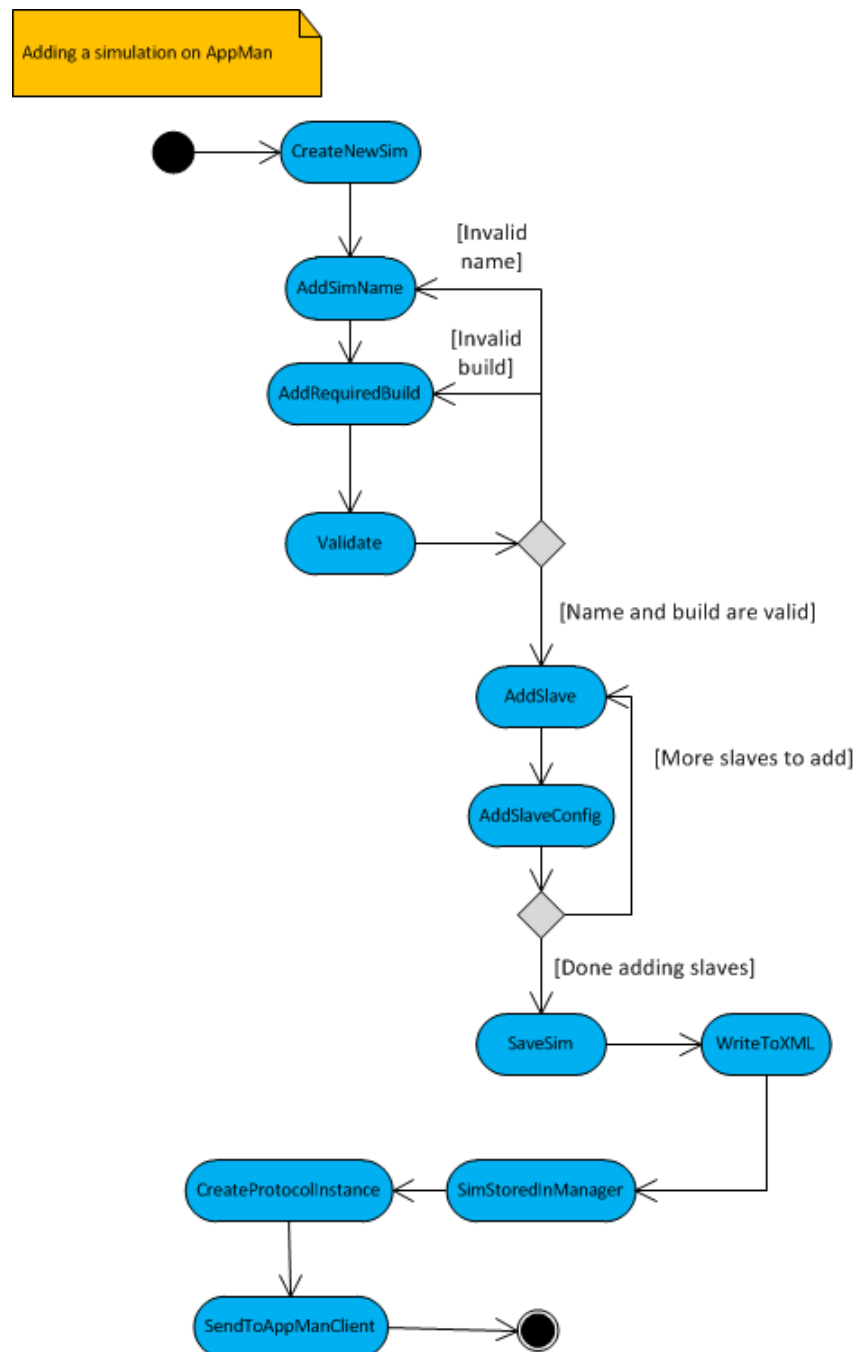 Adding a simulation on AppMan
CreateNewSim
[Invalid
name]
AddSimName
[Invalid
build]
AddRequiredBuild
Validate
[Name and build are valid]
AddSlave
[More slaves to add]
AddSlaveConfig
[Done adding slaves]
SaveSim
WriteToXML
CreateProtocolInstance
SimStoredInManager
SendToAppManClient